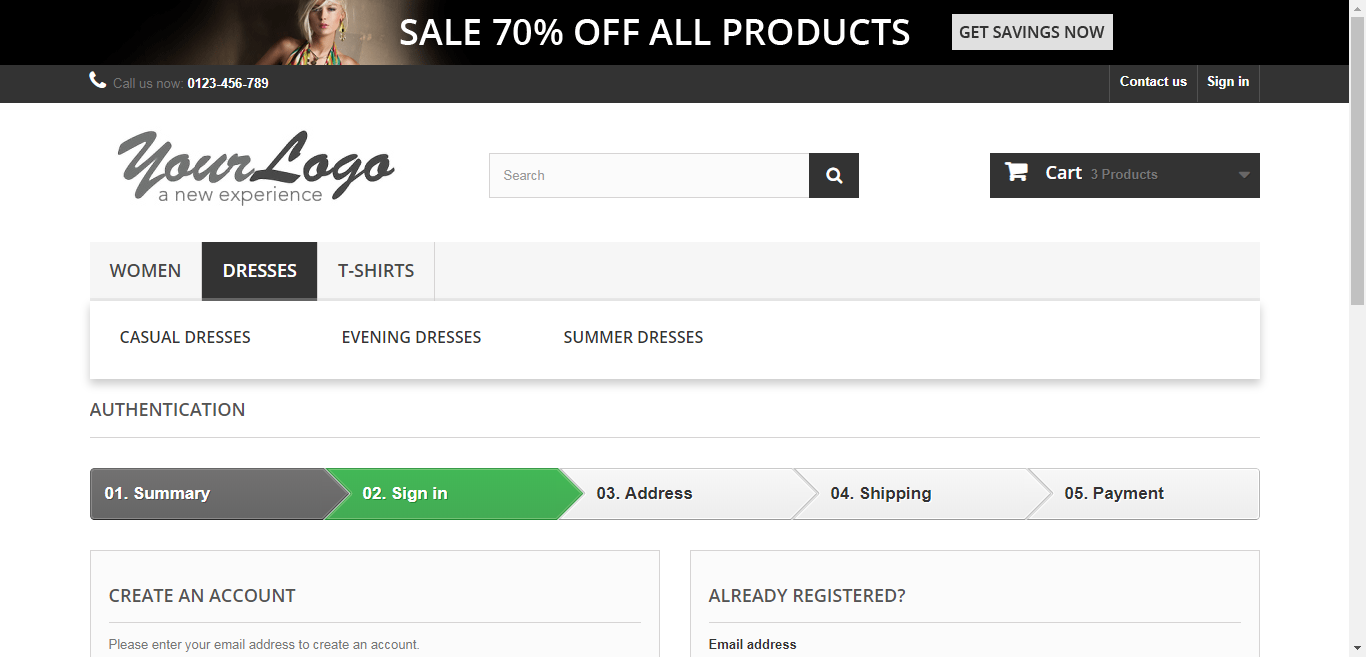 SALE 70% OFF ALL PRODUCTS GET SAVINGS NOW
Call us now: 0123-456-789 Contact us Sign in
Your Logo
a new experience
Search
Cart 3 Products
WOMEN DRESSES T-SHIRTS
CASUAL DRESSES EVENING DRESSES SUMMER DRESSES
AUTHENTICATION
01. Summary 02. Sign in 03. Address 04. Shipping 05. Payment
CREATE AN ACCOUNT
Please enter your email address to create an account.
ALREADY REGISTERED?
Email address